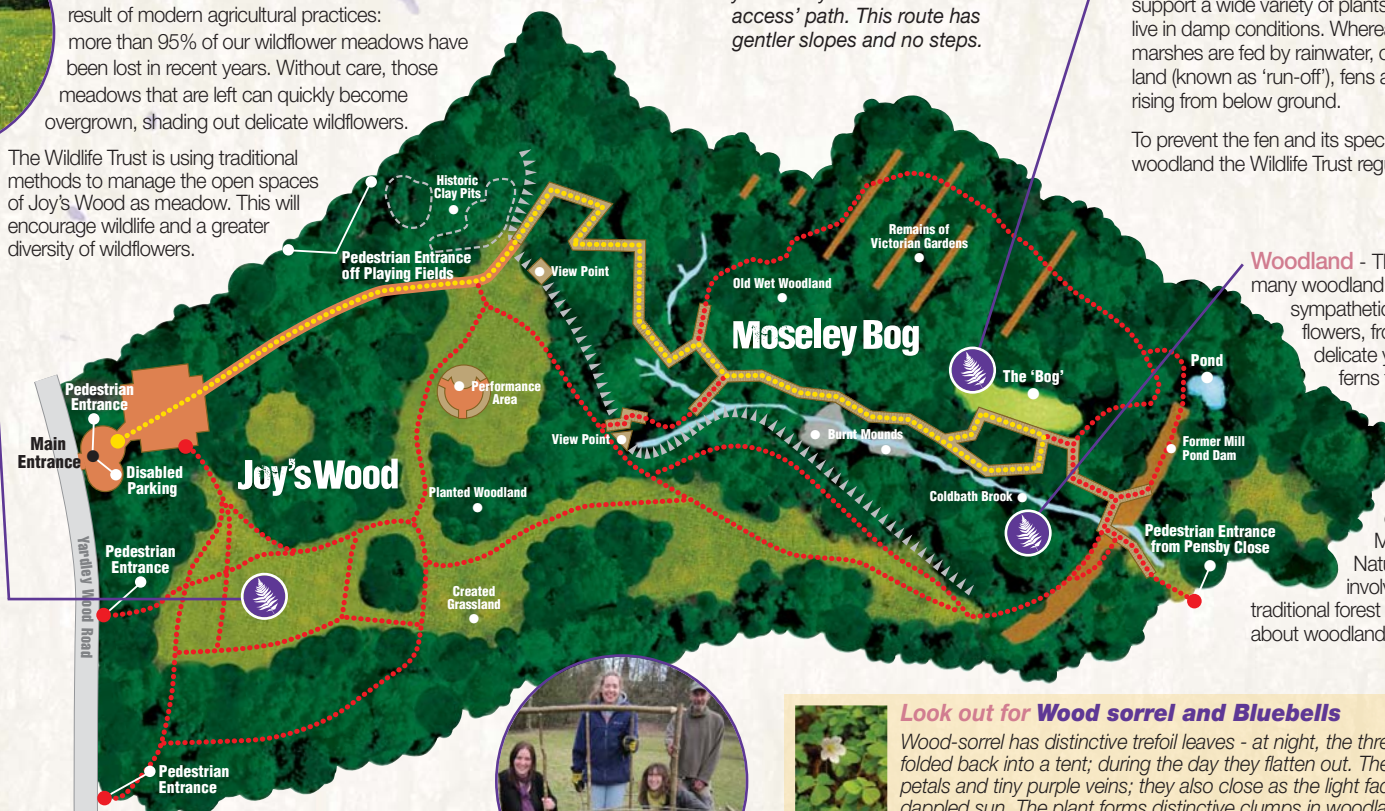 result of modern agricultural practices:
more than 95% of our wildflower meadows have
been lost in recent years. Without care, those
meadows that are left can quickly become
overgrown, shading out delicate wildflowers.
The Wildlife Trust is using traditional
methods to manage the open spaces
of Joy's Wood as meadow. This will
encourage wildlife and a greater
diversity of wildflowers.
access' path. This route has
gentler slopes and no steps.
support a wide variety of plants
live in damp conditions.
marshes are fed by rainwater,
land (known as 'run-off'), fens
rising from below ground.
To prevent the fen and its
woodland the Wildlife Trust
Woodland -
many woodland
sympathetic
flowers,
delicate
ferns
involv
traditional forest
about woodland
Historic
Clay Pits
Pedestrian Entrance
off Playing Fields
View Point
Remains of
Victorian Gardens
Old Wet Woodland
Moseley Bog
The 'Bog'
Pond
Performance
Area
View Point
Burnt Mounds
Former Mill
Pond Dam
Pedestrian
Entrance
Main
Entrance
Disabled
Parking
Joy's Wood
Planted Woodland
Coldbath Brook
Pedestrian Entrance
from Pensby Close
Yardley Wood Road
Pedestrian
Entrance
Created
Grassland
Pedestrian
Entrance
Look out for Wood sorrel and Bluebells
Wood-sorrel has distinctive trefoil leaves - at night, the
folded back into a tent; during the day they flatten out.
petals and tiny purple veins; they also close as the light
dappled sun. The plant forms distinctive clumps in